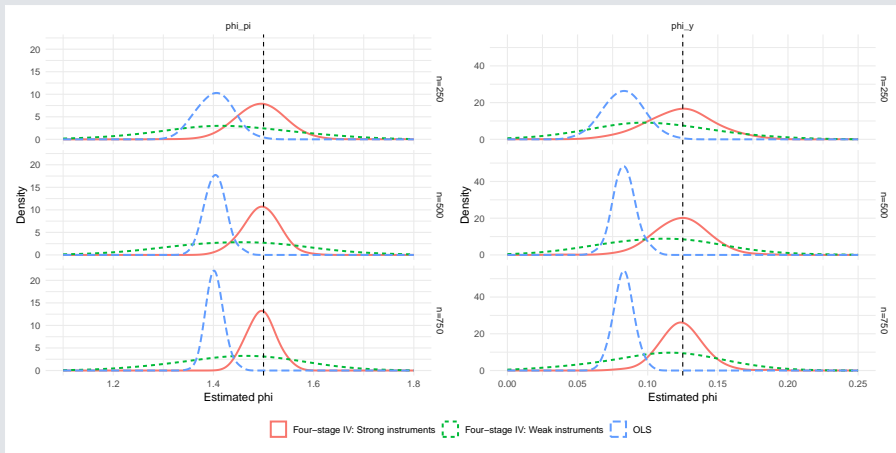 phi_pi
phi_y
Density
20
15
10
5
0
n=250
20
15
10
5
0
n=500
20
15
10
5
0
n=750
1.2 1.4 1.6 1.8
Estimated phi
Density
40
20
0
n=250
40
20
0
n=500
40
20
0
n=750
0.00 0.05 0.10 0.15 0.20 0.25
Estimated phi
Four−stage IV: Strong instruments Four−stage IV: Weak instruments OLS